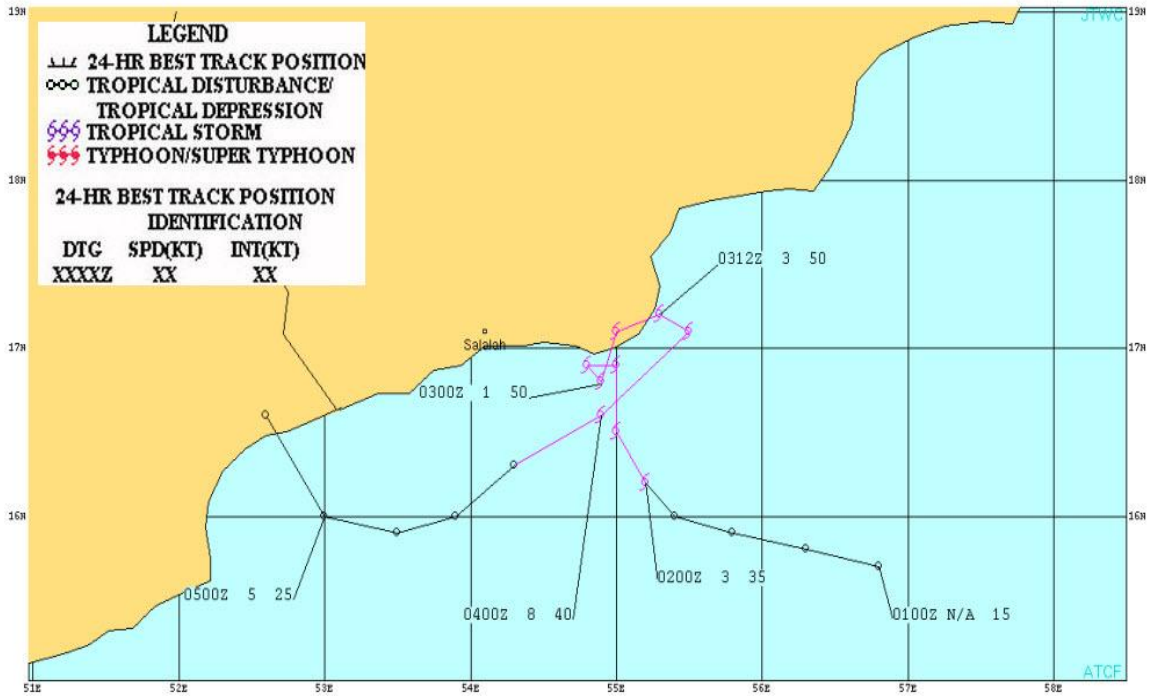 19N
JTWC
19N
LEGEND
24-HR BEST TRACK POSITION
TROPICAL DISTURBANCE/
TROPICAL DEPRESSION
TROPICAL STORM
TYPHOON/SUPER TYPHOON
24-HR BEST TRACK POSITION
IDENTIFICATION
DTG SPD(KT) INT(KT)
XXXXZ XX XX
18N
18N
0312Z 3 50
17N
Salalah
17N
0300Z 1 50
16N
16N
0200Z 3 35
0500Z 5 25
0400Z 8 40
0100Z N/A 15
ATCF
51E 52E 53E 54E 55E 56E 57E 58E